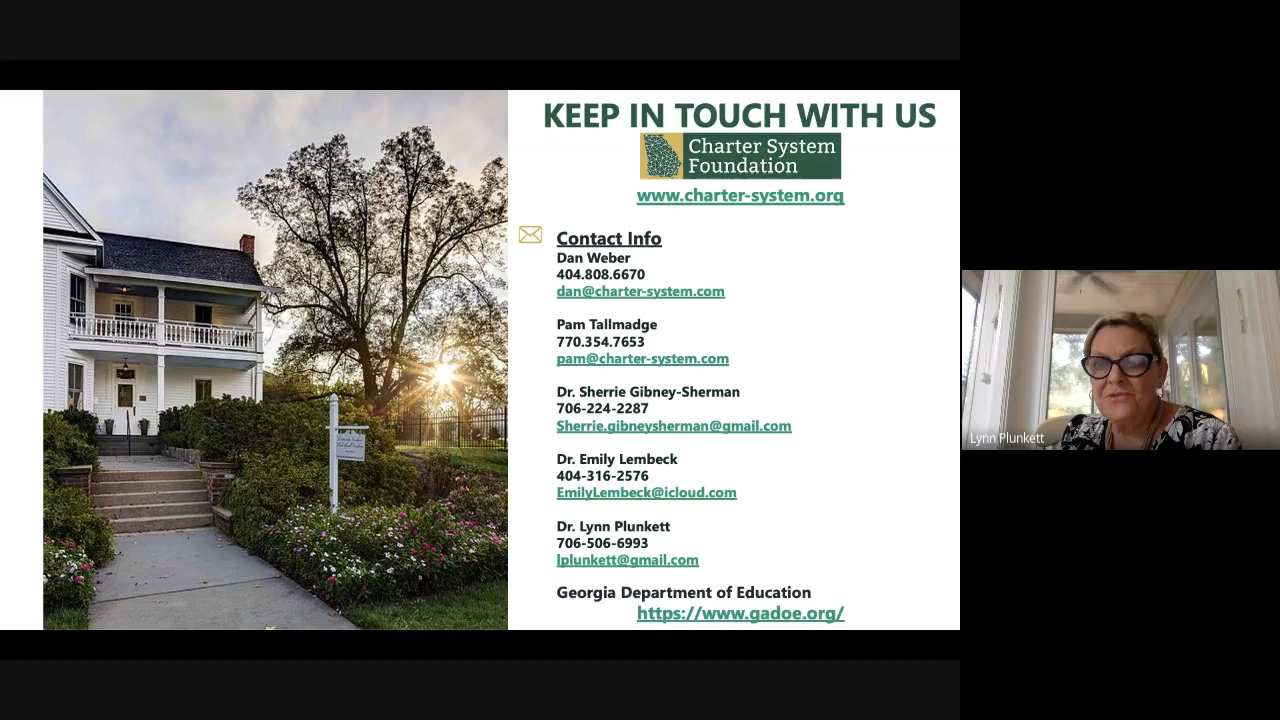 KEEP IN TOUCH WITH US
Charter System
Foundation
www.charter-system.org
Contact Info
Dan Weber
404.808.6670
dan@charter-system.com
Pam Tallmadge
770.354.7653
pam@charter-system.com
Dr. Sherrie Gibney-Sherman
706-224-2287
Sherrie.gibneysherman@gmail.com
Dr. Emily Lembeck
404-316-2576
EmilyLembeck@icloud.com
Dr. Lynn Plunkett
706-506-6993
lplunkett@gmail.com
Georgia Department of Education
https://www.gadoe.org/
Lynn Plunkett